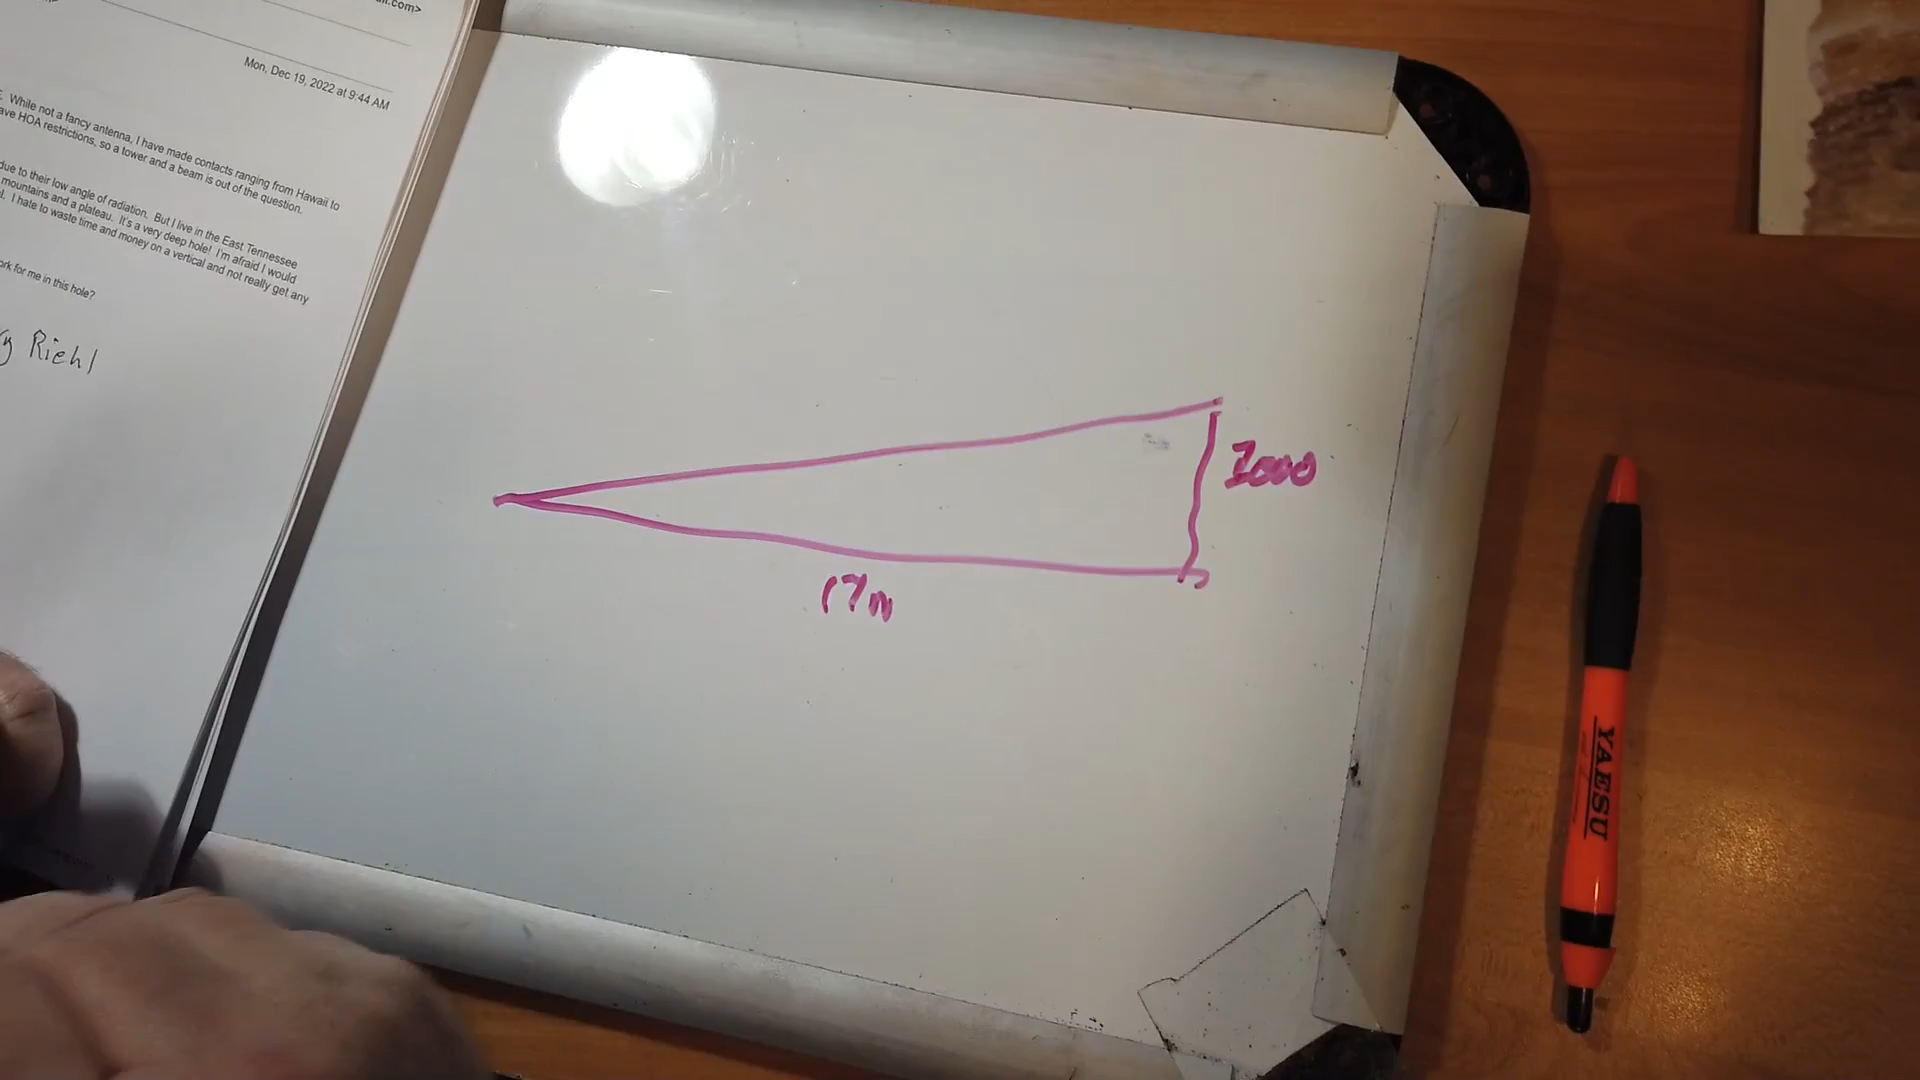 il.com>
Mon, Dec 19, 2022 at 9:44 AM
While not a fancy antenna, I have made contacts ranging from Hawaii to
ave HOA restrictions, so a tower and a beam is out of the question.
due to their low angle of radiation. But I live in the East Tennessee
mountains and a plateau. It's a very deep hole! I'm afraid I would
I hate to waste time and money on a vertical and not really get any
ork for me in this hole?
y Riehl
17m
YAESU